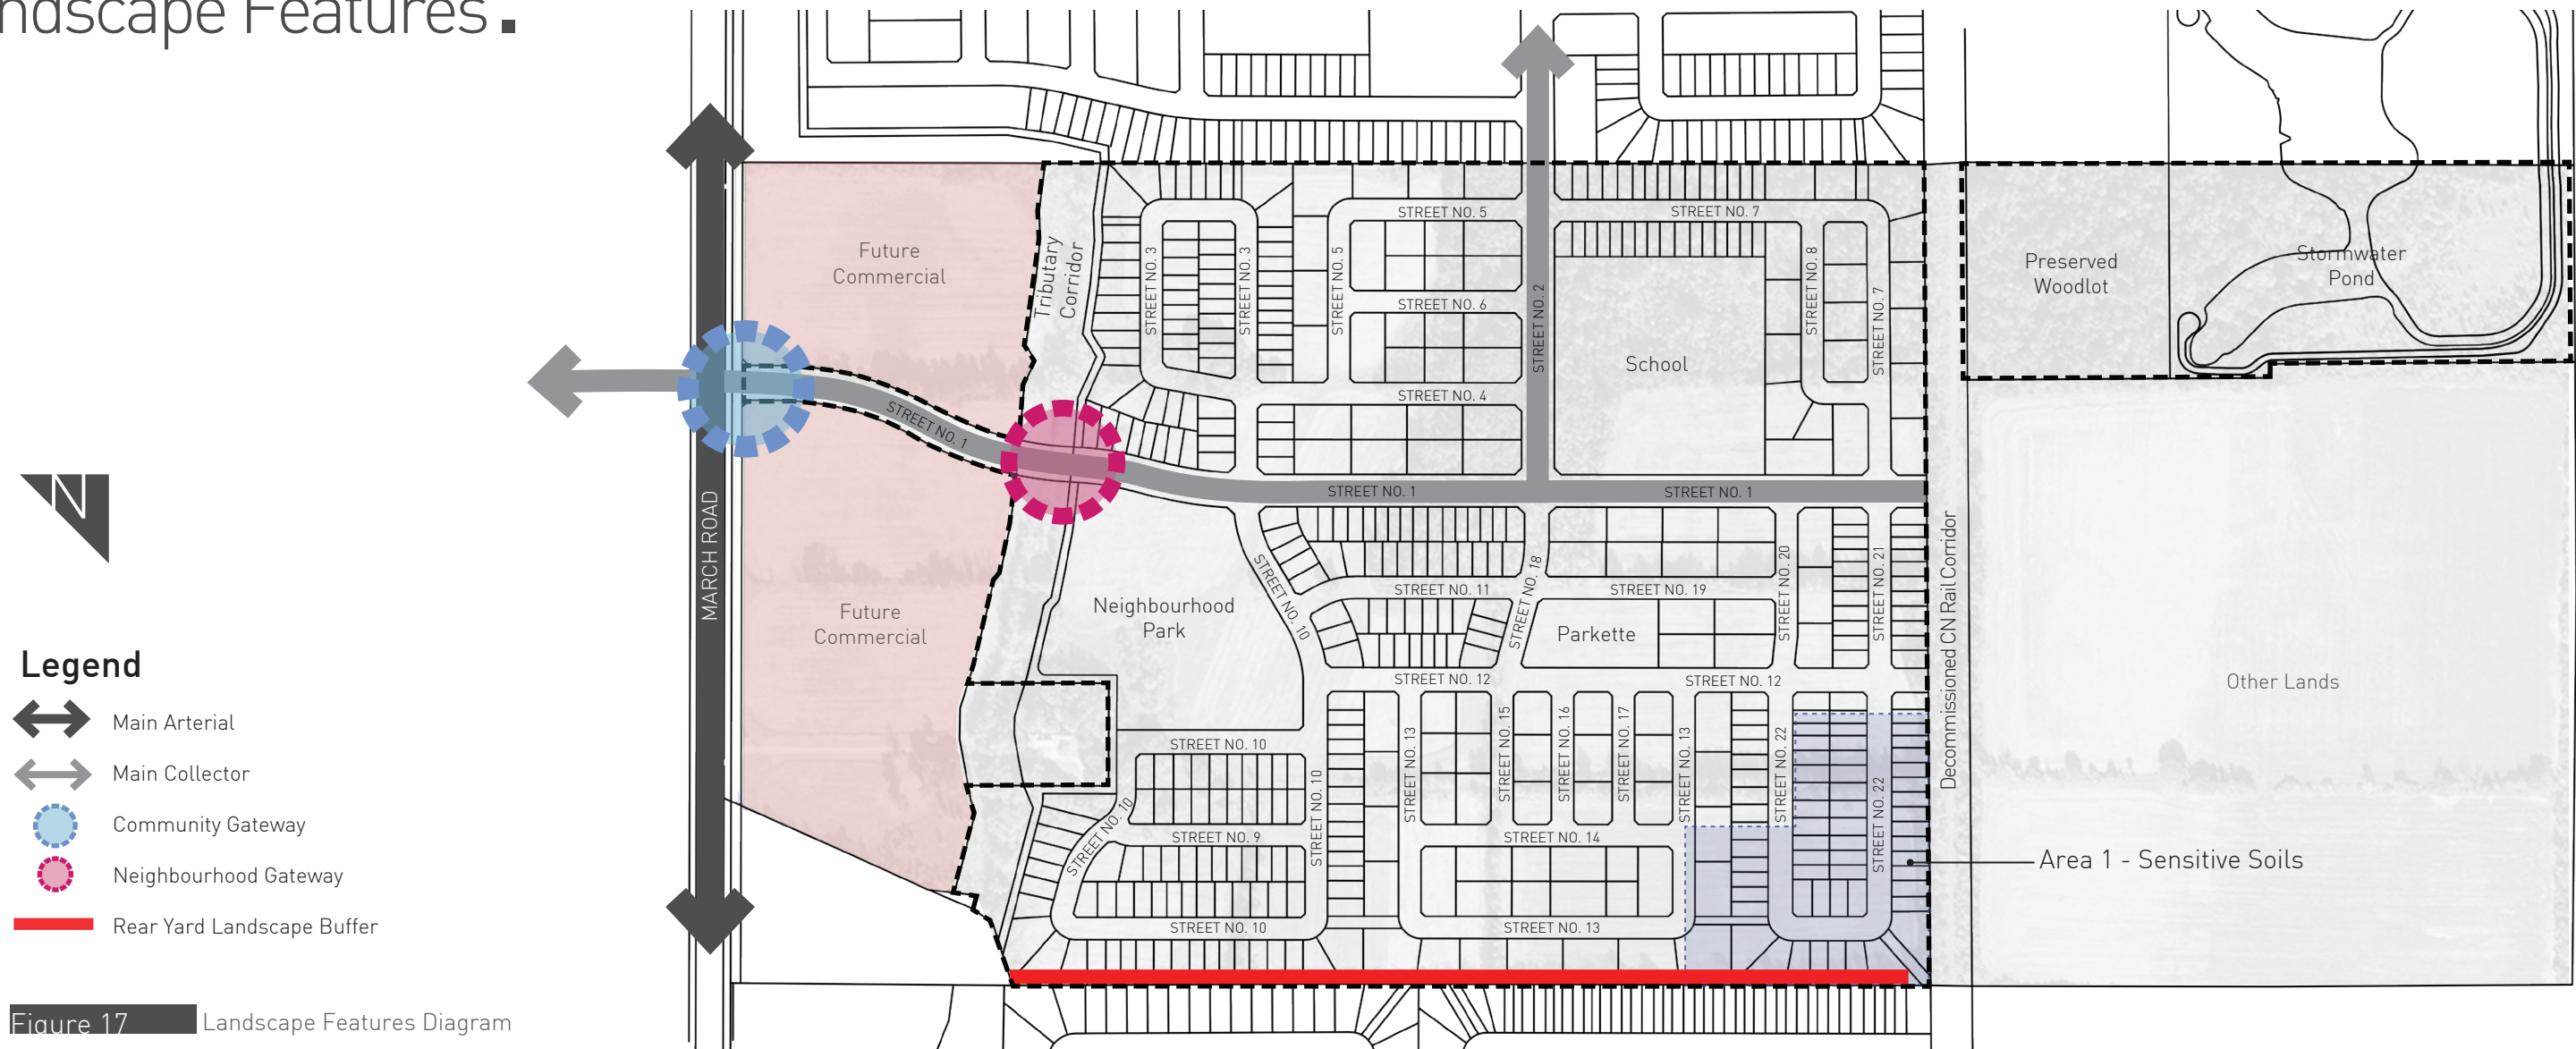 ndscape Features.
N
Legend
Main Arterial
Main Collector
Community Gateway
Neighbourhood Gateway
Rear Yard Landscape Buffer
Figure 17
Landscape Features Diagram
MARCH ROAD
Future
Commercial
Future
Commercial
Tributary
Corridor
STREET NO. 1
STREET NO. 3
STREET NO. 3
STREET NO. 5
STREET NO. 5
STREET NO. 6
STREET NO. 4
STREET NO. 2
STREET NO. 7
STREET NO. 8
STREET NO. 7
School
STREET NO. 1
STREET NO. 1
Preserved
Woodlot
Stormwater
Pond
Neighbourhood
Park
STREET NO. 10
STREET NO. 11
STREET NO. 18
STREET NO. 19
STREET NO. 20
STREET NO. 21
Parkette
STREET NO. 12
STREET NO. 12
Decommissioned CN Rail Corridor
Other Lands
STREET NO. 10
STREET NO. 10
STREET NO. 9
STREET NO. 10
STREET NO. 10
STREET NO. 13
STREET NO. 15
STREET NO. 16
STREET NO. 17
STREET NO. 13
STREET NO. 22
STREET NO. 22
STREET NO. 14
STREET NO. 13
Area 1 - Sensitive Soils